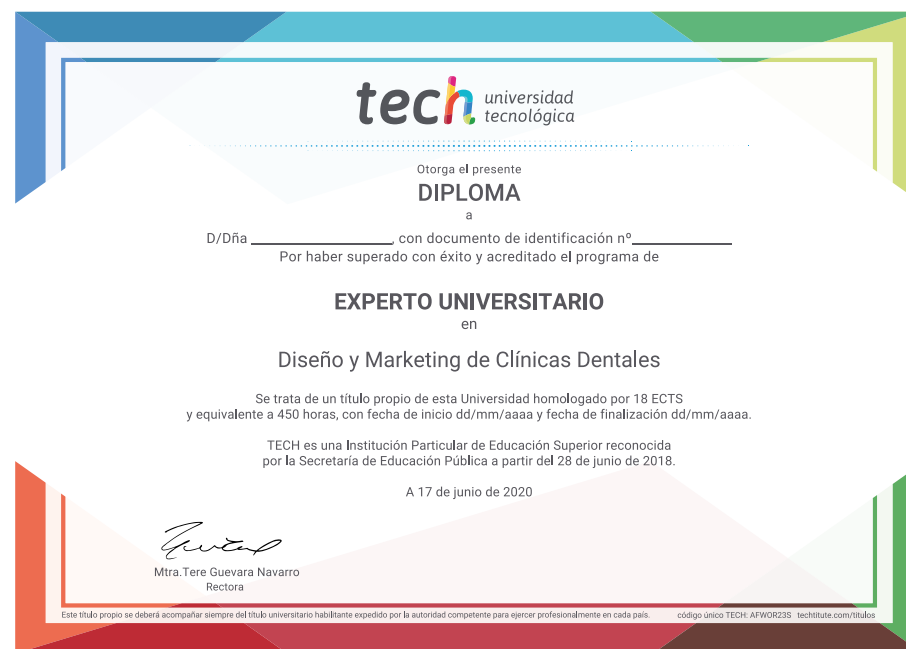 tech universidad
tecnológica
Otorga el presente
DIPLOMA
a
D/Dña ____________________, con documento de identificación nº______________
Por haber superado con éxito y acreditado el programa de
EXPERTO UNIVERSITARIO
en
Diseño y Marketing de Clínicas Dentales
Se trata de un título propio de esta Universidad homologado por 18 ECTS
y equivalente a 450 horas, con fecha de inicio dd/mm/aaaa y fecha de finalización dd/mm/aaaa.
TECH es una Institución Particular de Educación Superior reconocida
por la Secretaría de Educación Pública a partir del 28 de junio de 2018.
A 17 de junio de 2020
Mtra.Tere Guevara Navarro
Rectora
Este título propio se deberá acompañar siempre del título universitario habilitante expedido por la autoridad competente para ejercer profesionalmente en cada país. código único TECH: AFWOR23S techtitute.com/titulos